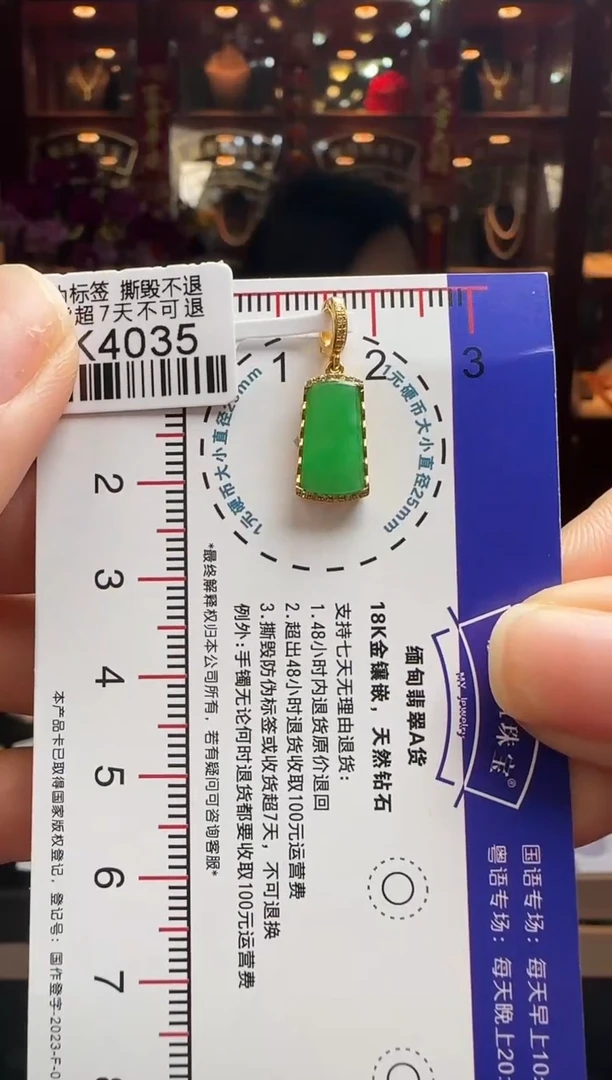 标签 撕毁不退
超7天不可退
K4035
1 2 3
1元硬币大小直径25mm
1元硬币大小直径25mm
2
3
4
5
6
7
缅甸翡翠A货
18K金镶嵌，天然钻石
支持七天无理由退货：
1.48小时内退货原价退回
2.超出48小时退货收取100元运营费
3.撕毁防伪标签或收货超7天，不可退换
例外:手镯无论何时退货都要收取100元运营费
*最终解释权归本公司所有，若有疑问可咨询客服*
本产品卡已取得国家版权登记，登记号：国作登字-2023-F-0
MY Jewelry
珠宝®
国语专场：每天早上10:
粤语专场：每天晚上20: